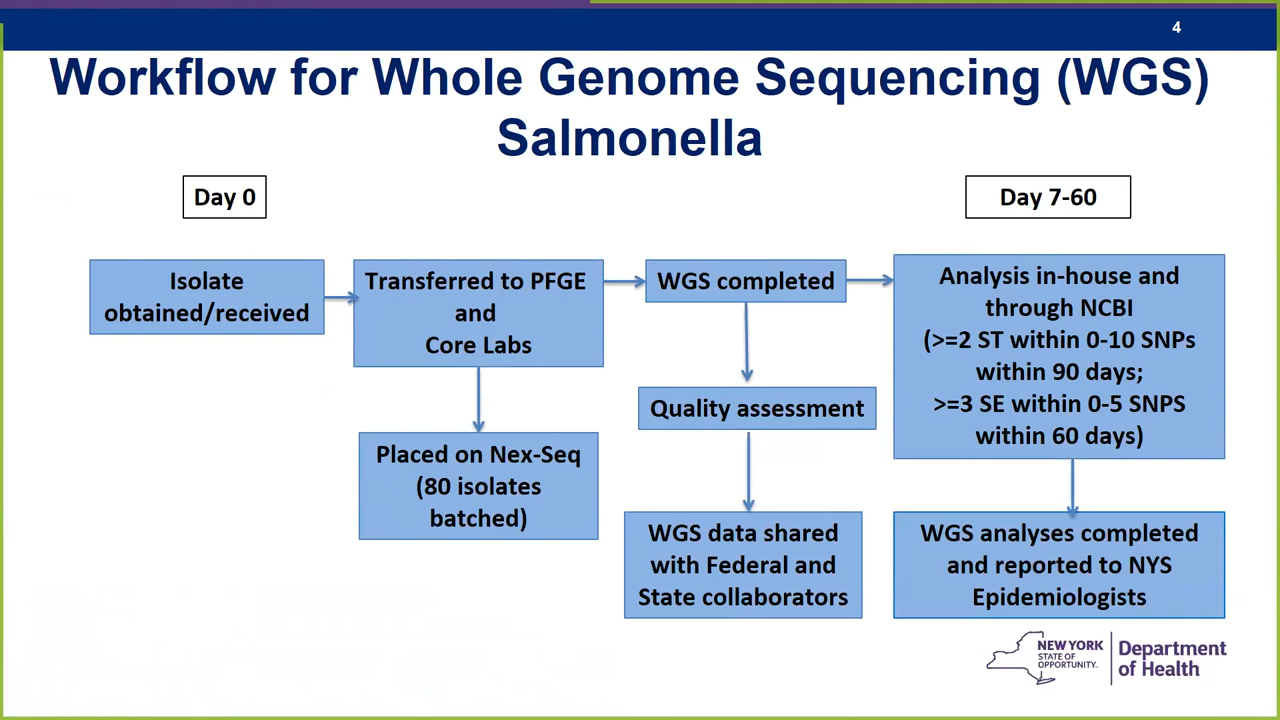 4
Workflow for Whole Genome Sequencing (WGS)
Salmonella
Day 0
Day 7-60
Isolate
obtained/received
Transferred to PFGE
and
Core Labs
Placed on Nex-Seq
(80 isolates
batched)
WGS completed
Quality assessment
WGS data shared
with Federal and
State collaborators
Analysis in-house and
through NCBI
(>=2 ST within 0-10 SNPs
within 90 days;
>=3 SE within 0-5 SNPS
within 60 days)
WGS analyses completed
and reported to NYS
Epidemiologists
NEW YORK
STATE OF
OPPORTUNITY.
Department
of Health